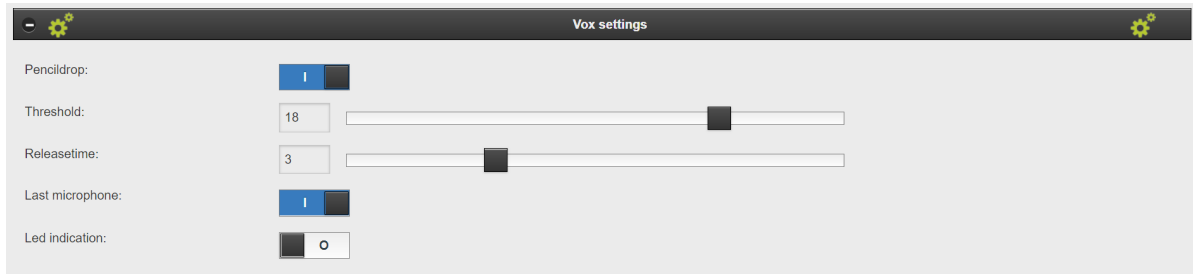 Vox settings
Pencildrop:
I
Threshold:
18
Releasetime:
3
Last microphone:
I
Led indication:
O